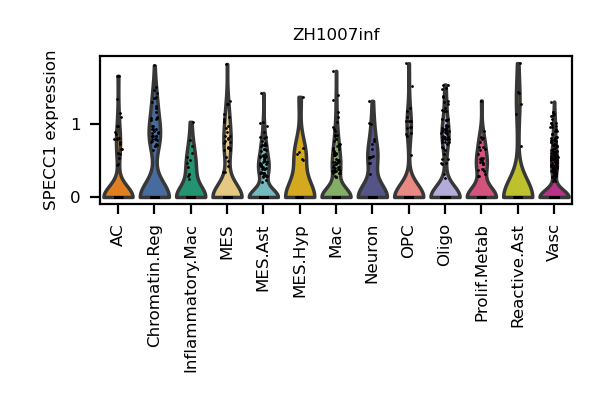 ZH1007inf
SPECC1 expression
1
0
AC
Chromatin.Reg
Inflammatory.Mac
MES
MES.Ast
MES.Hyp
Mac
Neuron
OPC
Oligo
Prolif.Metab
Reactive.Ast
Vasc